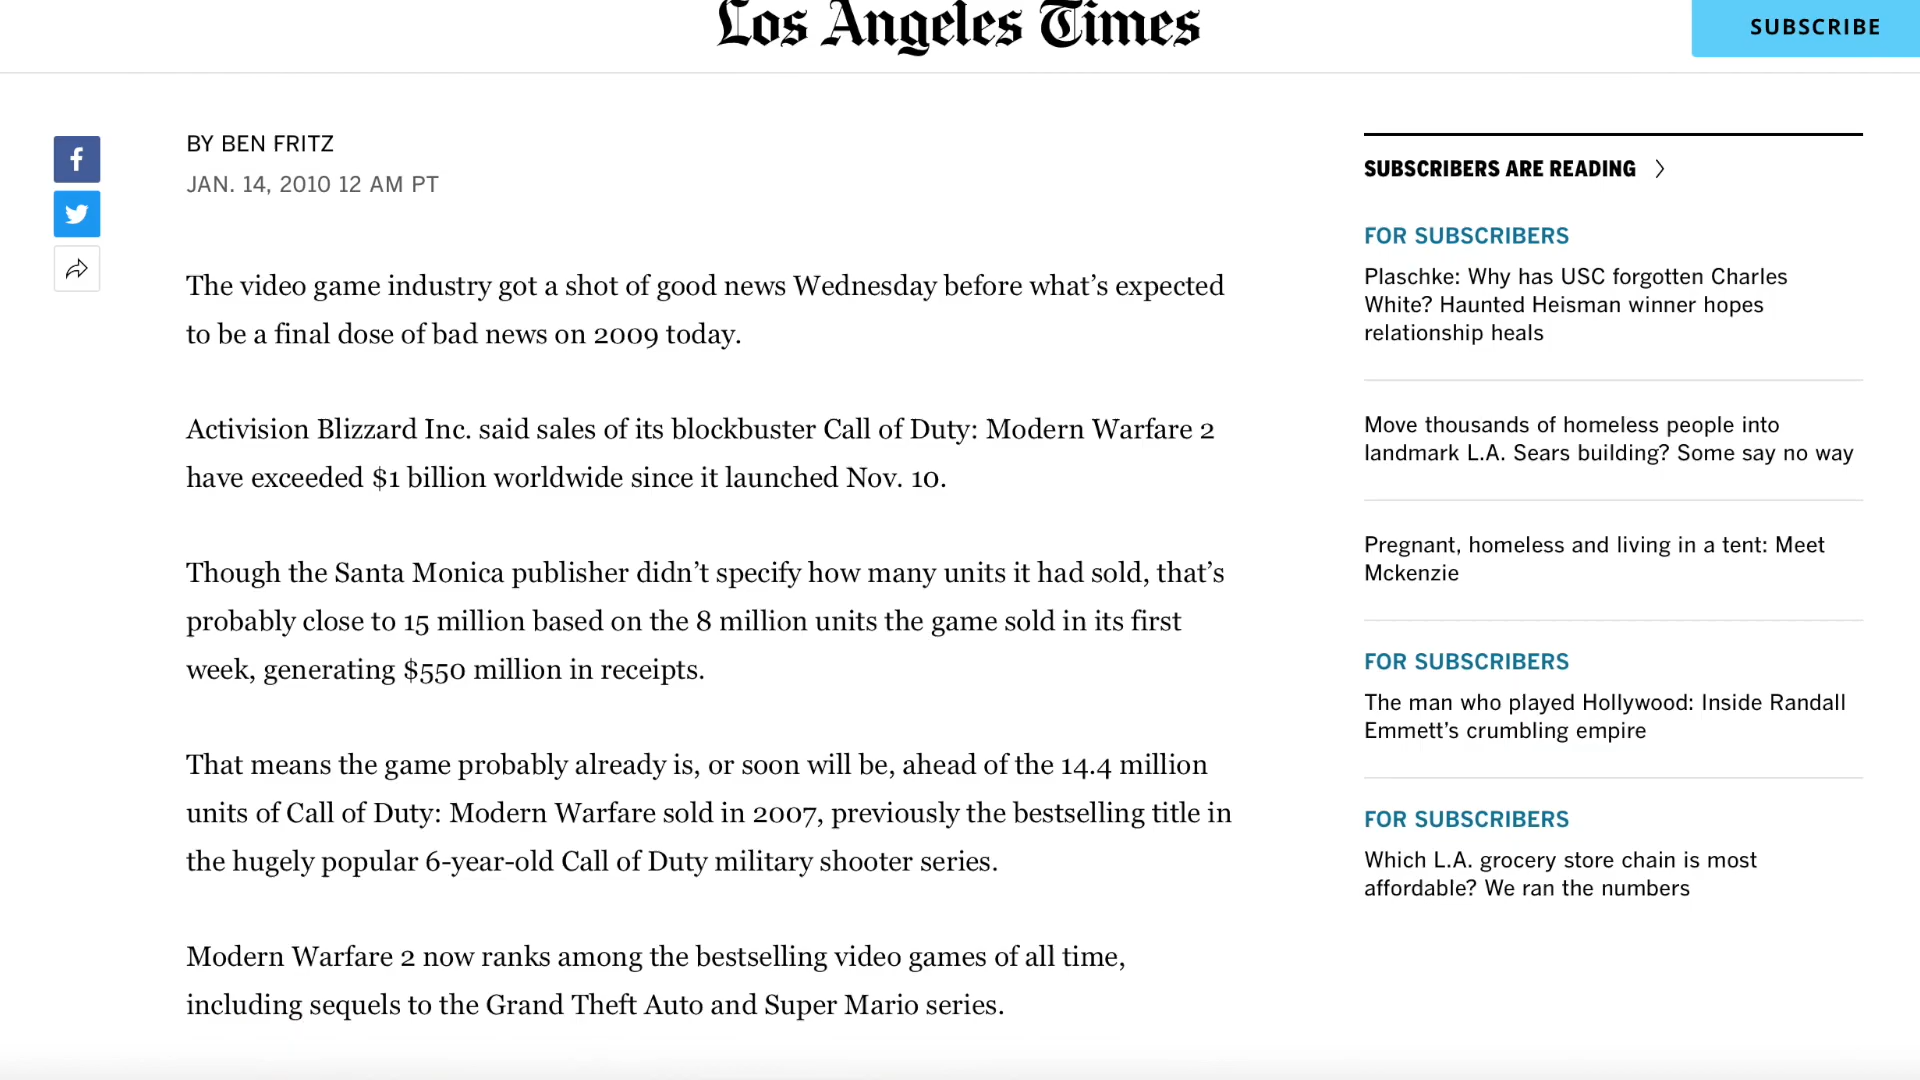 Los Angeles Times
SUBSCRIBE
BY BEN FRITZ
JAN. 14, 2010 12 AM PT
The video game industry got a shot of good news Wednesday before what’s expected
to be a final dose of bad news on 2009 today.
Activision Blizzard Inc. said sales of its blockbuster Call of Duty: Modern Warfare 2
have exceeded $1 billion worldwide since it launched Nov. 10.
Though the Santa Monica publisher didn’t specify how many units it had sold, that’s
probably close to 15 million based on the 8 million units the game sold in its first
week, generating $550 million in receipts.
That means the game probably already is, or soon will be, ahead of the 14.4 million
units of Call of Duty: Modern Warfare sold in 2007, previously the bestselling title in
the hugely popular 6-year-old Call of Duty military shooter series.
Modern Warfare 2 now ranks among the bestselling video games of all time,
including sequels to the Grand Theft Auto and Super Mario series.
SUBSCRIBERS ARE READING
FOR SUBSCRIBERS
Plaschke: Why has USC forgotten Charles
White? Haunted Heisman winner hopes
relationship heals
Move thousands of homeless people into
landmark L.A. Sears building? Some say no way
Pregnant, homeless and living in a tent: Meet
Mckenzie
FOR SUBSCRIBERS
The man who played Hollywood: Inside Randall
Emmett’s crumbling empire
FOR SUBSCRIBERS
Which L.A. grocery store chain is most
affordable? We ran the numbers